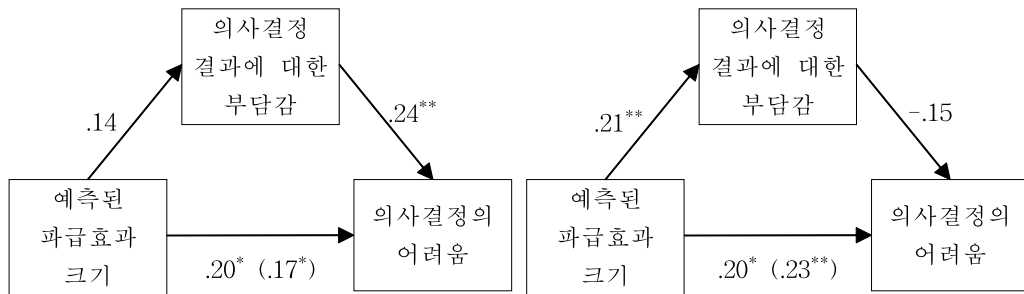 의사결정
결과에 대한
부담감
.14
.24**
예측된
파급효과
크기
의사결정의
어려움
.20* (.17*)
의사결정
결과에 대한
부담감
.21**
-.15
예측된
파급효과
크기
의사결정의
어려움
.20* (.23**)